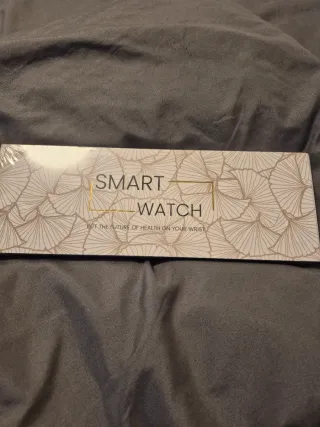 SMART
WATCH
PUT THE FUTURE OF HEALTH ON YOUR WRIST